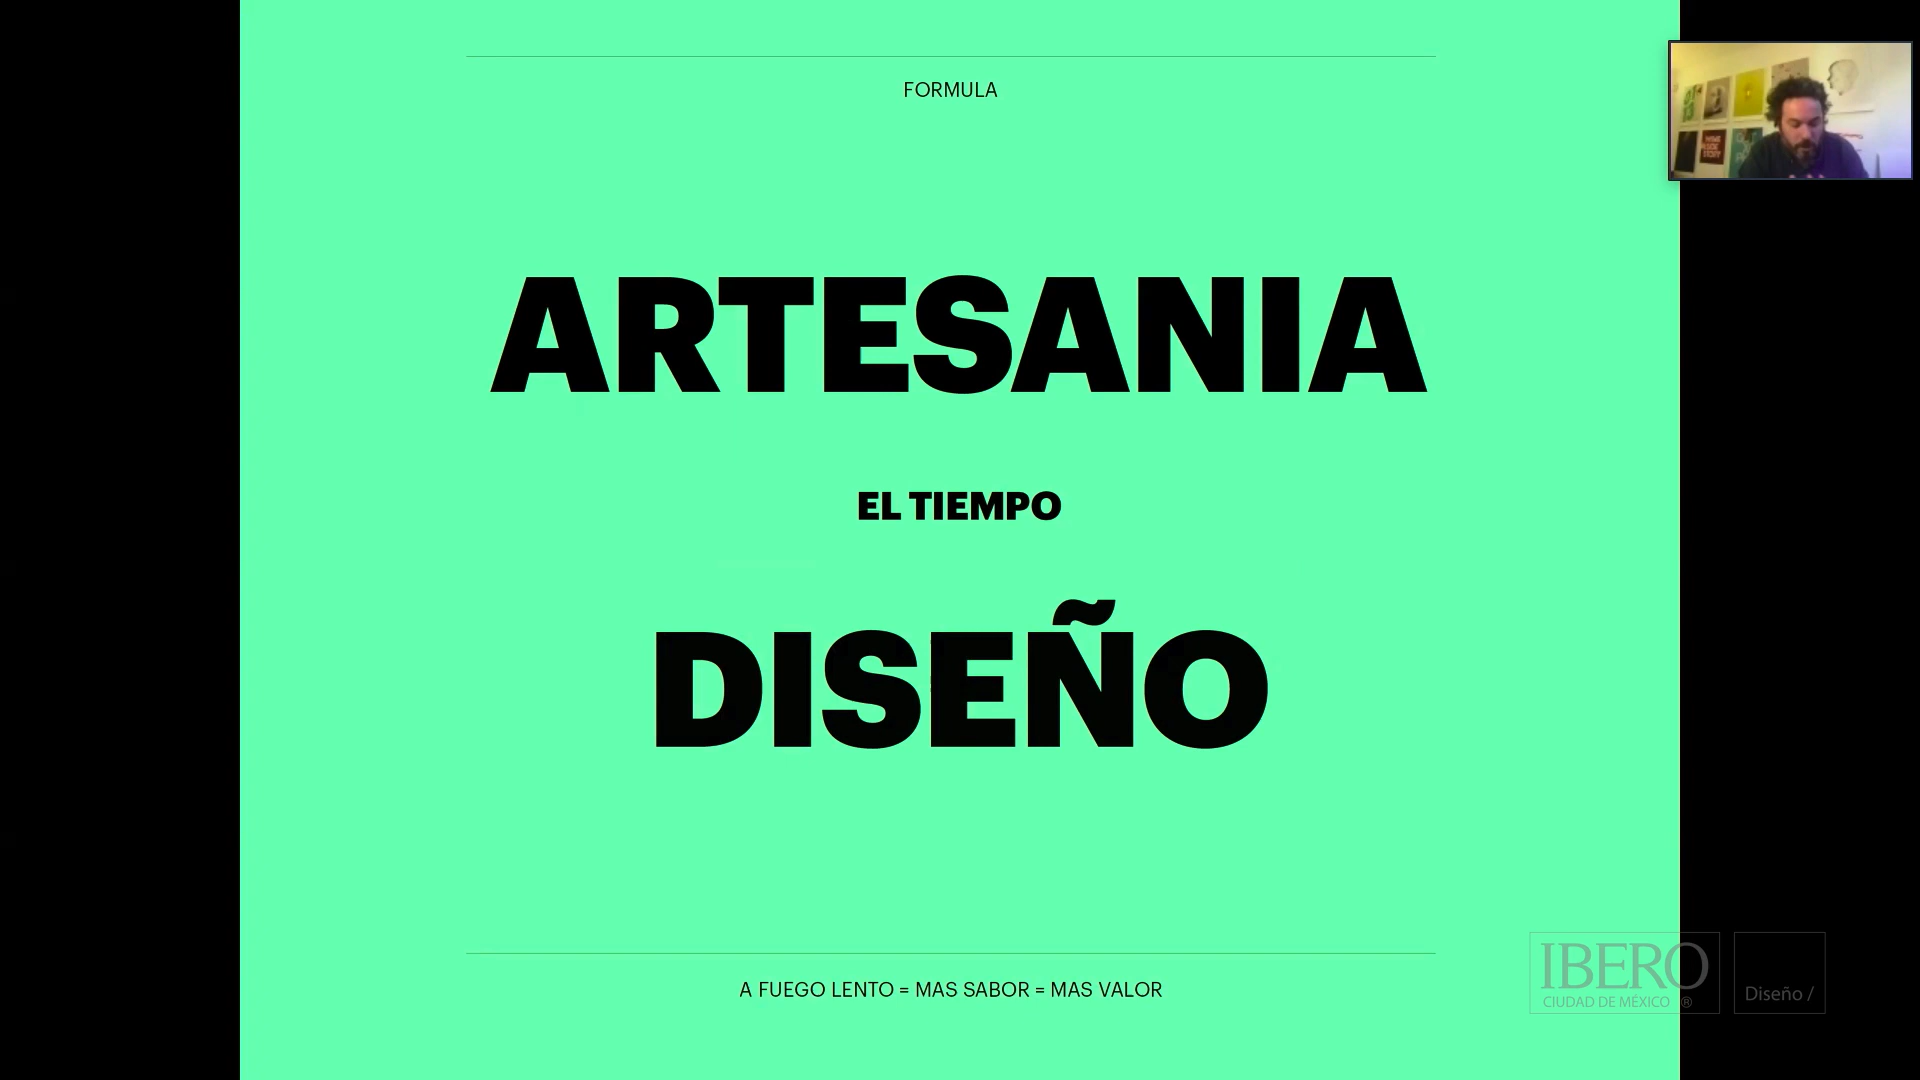 FORMULA
ARTESANIA
EL TIEMPO
DISEÑO
A FUEGO LENTO = MAS SABOR = MAS VALOR
IBERO
CIUDAD DE MÉXICO ®
Diseño /